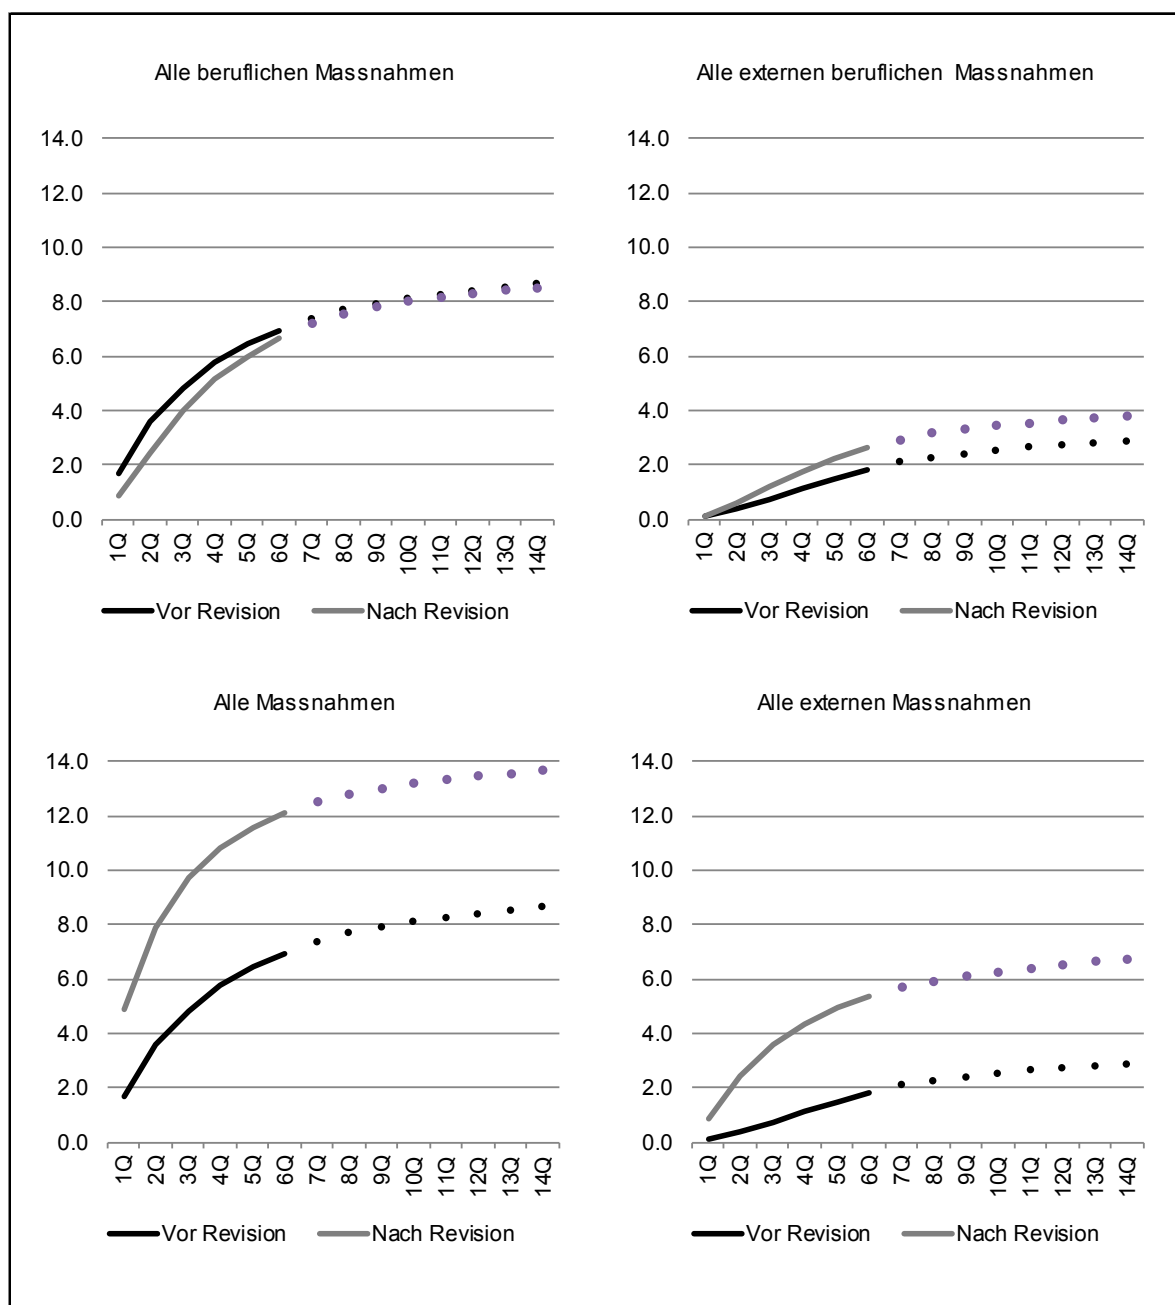 Alle beruflichen Massnahmen
14.0
12.0
10.0
8.0
6.0
4.0
2.0
0.0
1Q 2Q 3Q 4Q 5Q 6Q 7Q 8Q 9Q 10Q 11Q 12Q 13Q 14Q
Vor Revision Nach Revision
Alle externen beruflichen Massnahmen
14.0
12.0
10.0
8.0
6.0
4.0
2.0
0.0
1Q 2Q 3Q 4Q 5Q 6Q 7Q 8Q 9Q 10Q 11Q 12Q 13Q 14Q
Vor Revision Nach Revision
Alle Massnahmen
14.0
12.0
10.0
8.0
6.0
4.0
2.0
0.0
1Q 2Q 3Q 4Q 5Q 6Q 7Q 8Q 9Q 10Q 11Q 12Q 13Q 14Q
Vor Revision Nach Revision
Alle externen Massnahmen
14.0
12.0
10.0
8.0
6.0
4.0
2.0
0.0
1Q 2Q 3Q 4Q 5Q 6Q 7Q 8Q 9Q 10Q 11Q 12Q 13Q 14Q
Vor Revision Nach Revision